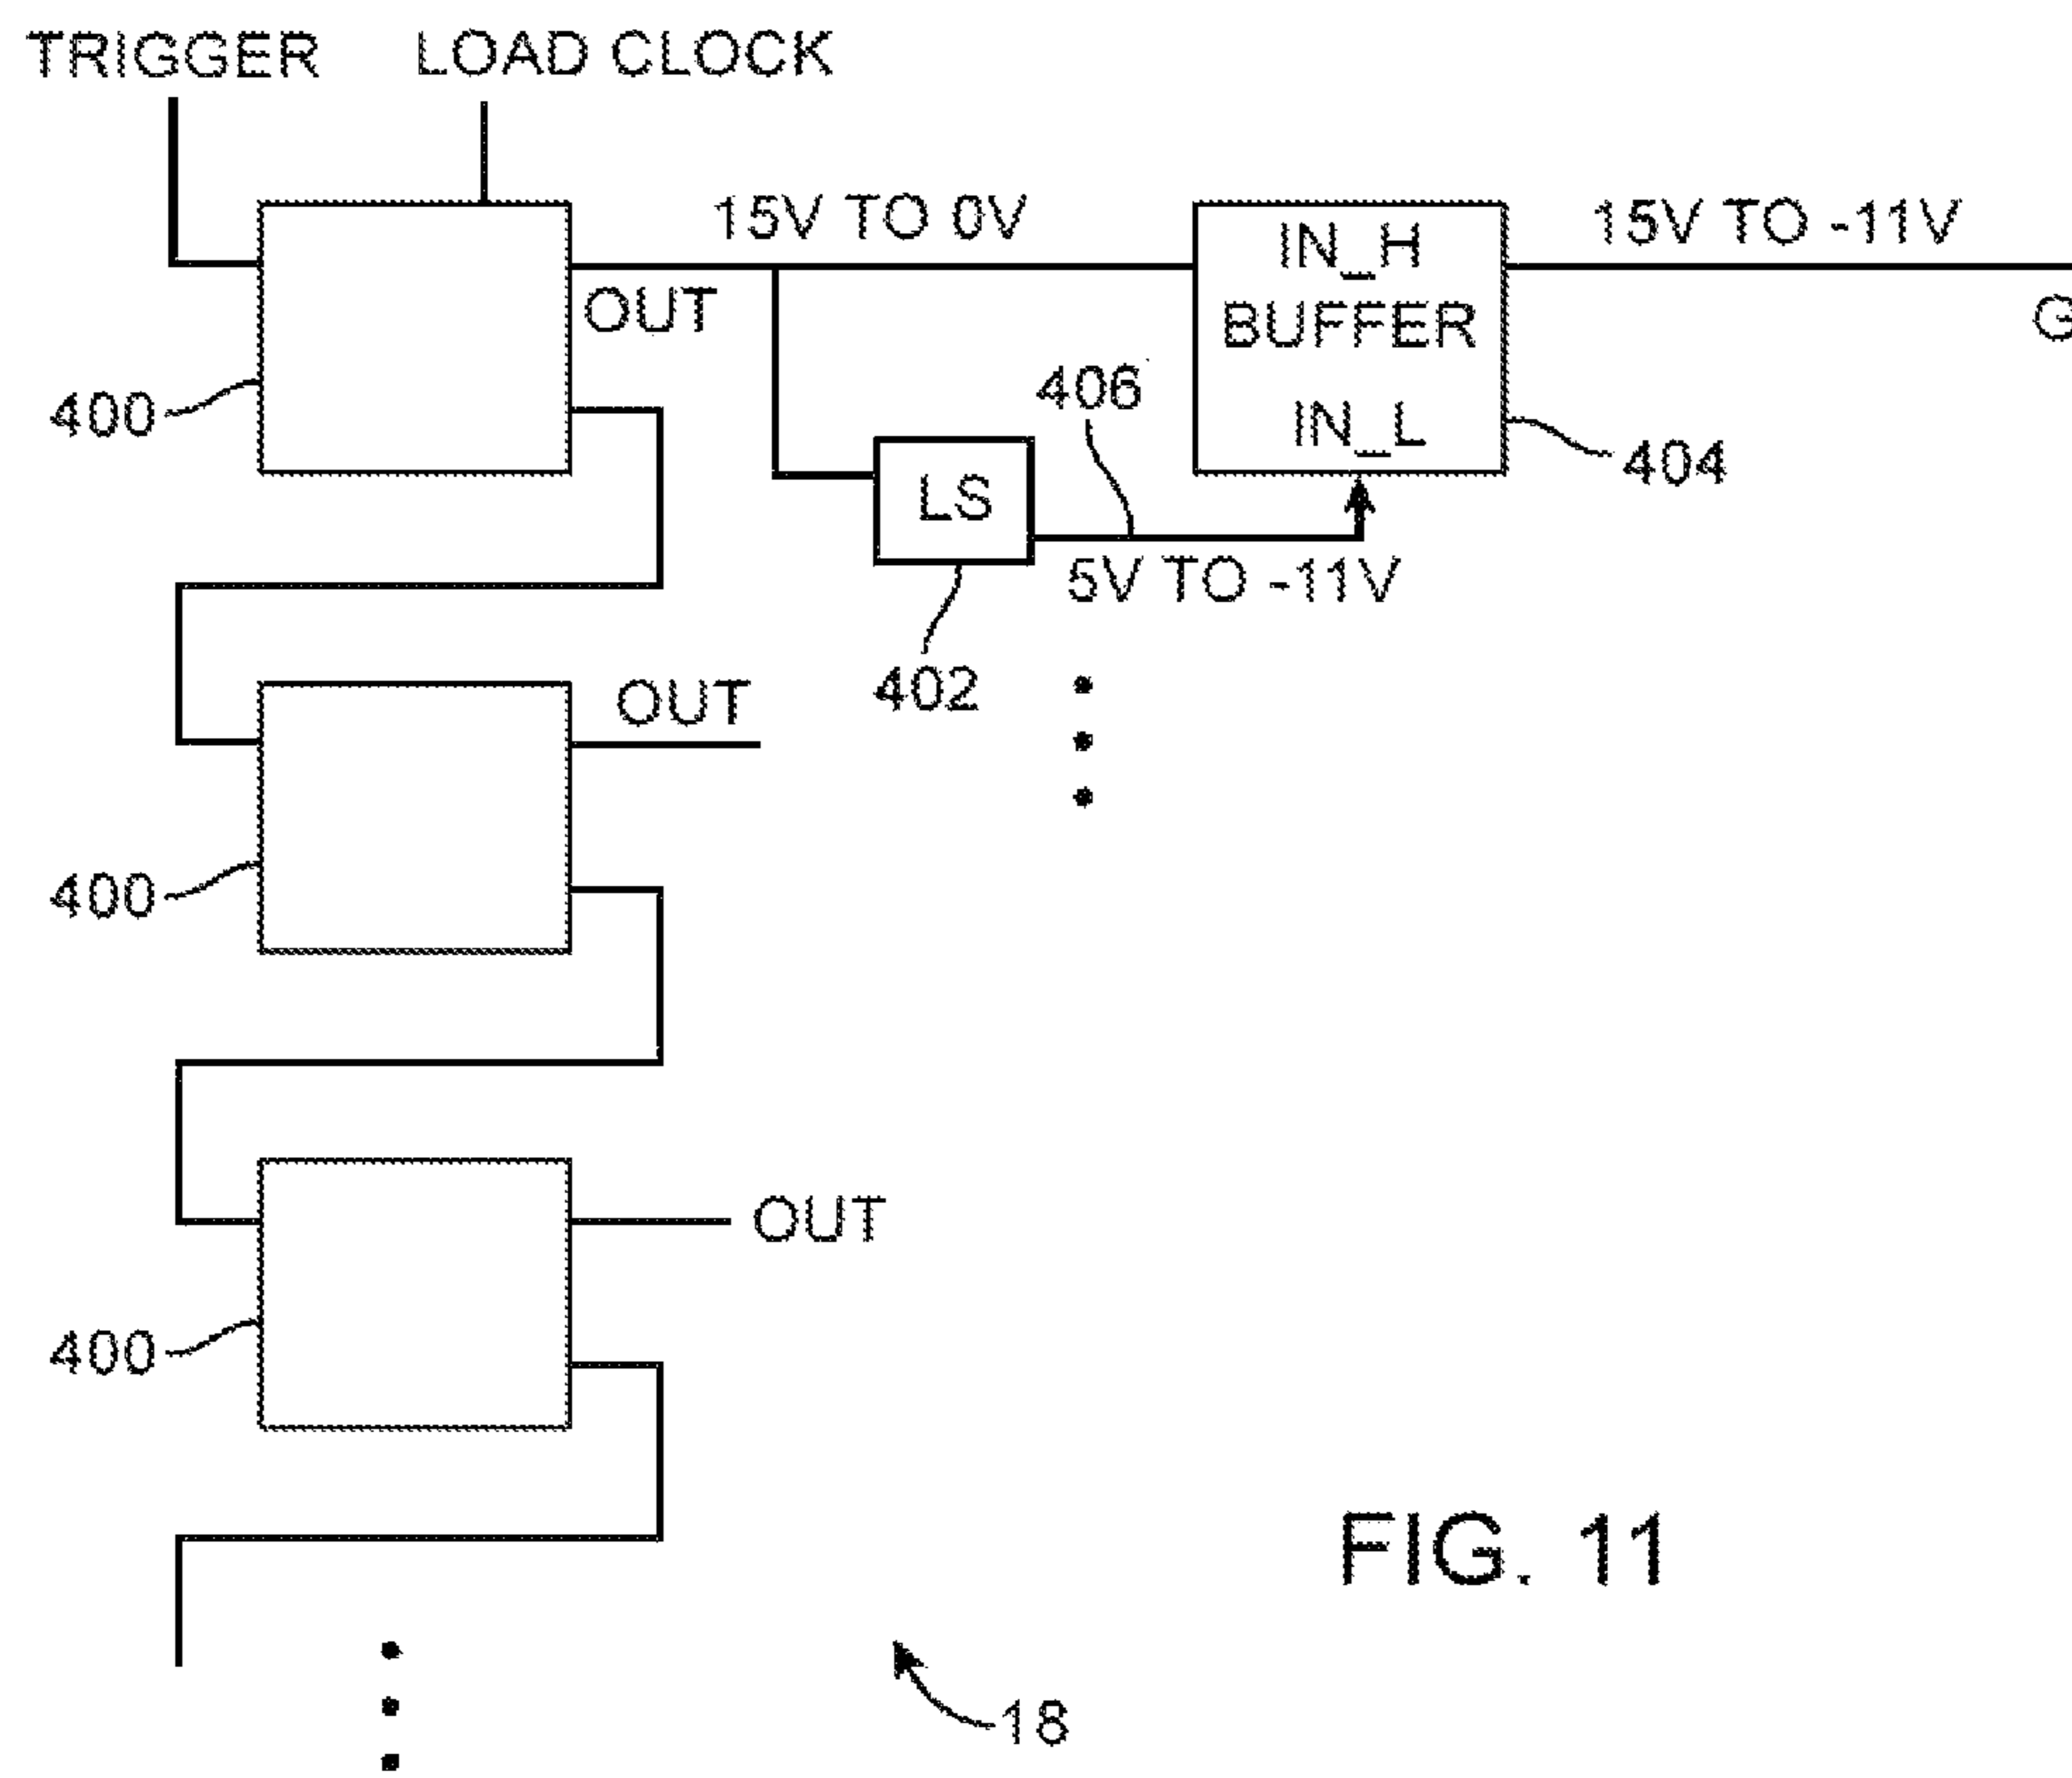 TRIGGER
LOAD CLOCK
15V TO 0V
IN_H
BUFFER
IN_L
15V TO -11V
G
OUT
400
406
404
LS
5V TO -11V
402
OUT
400
OUT
400
FIG. 11
18